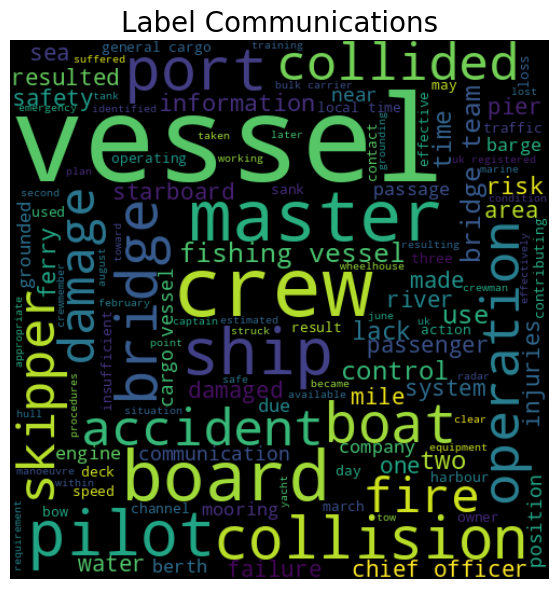 Label Communications
suffered general cargo training
sea port collided
resulted tank bulk carrier loss
safety emergency identified information local time near may pier lost
vessel
operating taken later working contact effective time bridge team traffic barge
plan starboard sank passage uk registered
second used ferry damage bridge master grounding marine risk
grounded area condition
fishing vessel resulting
skipper crew wheelhouse three made contributing
crewmember toward august february cargo vessel captain estimated june uk river operation effectively
appropriate insufficient ship struck result point lack action use crewman
damaged safe became passenger injuries
procedures situation available control radar
hull due mile system clear
accident boat equipment
engine communication company one two
manoeuvre deck board day harbour
within speed yacht fire position
requirement bow channel mooring march tow owner
pilot collision
water berth failure chief officer